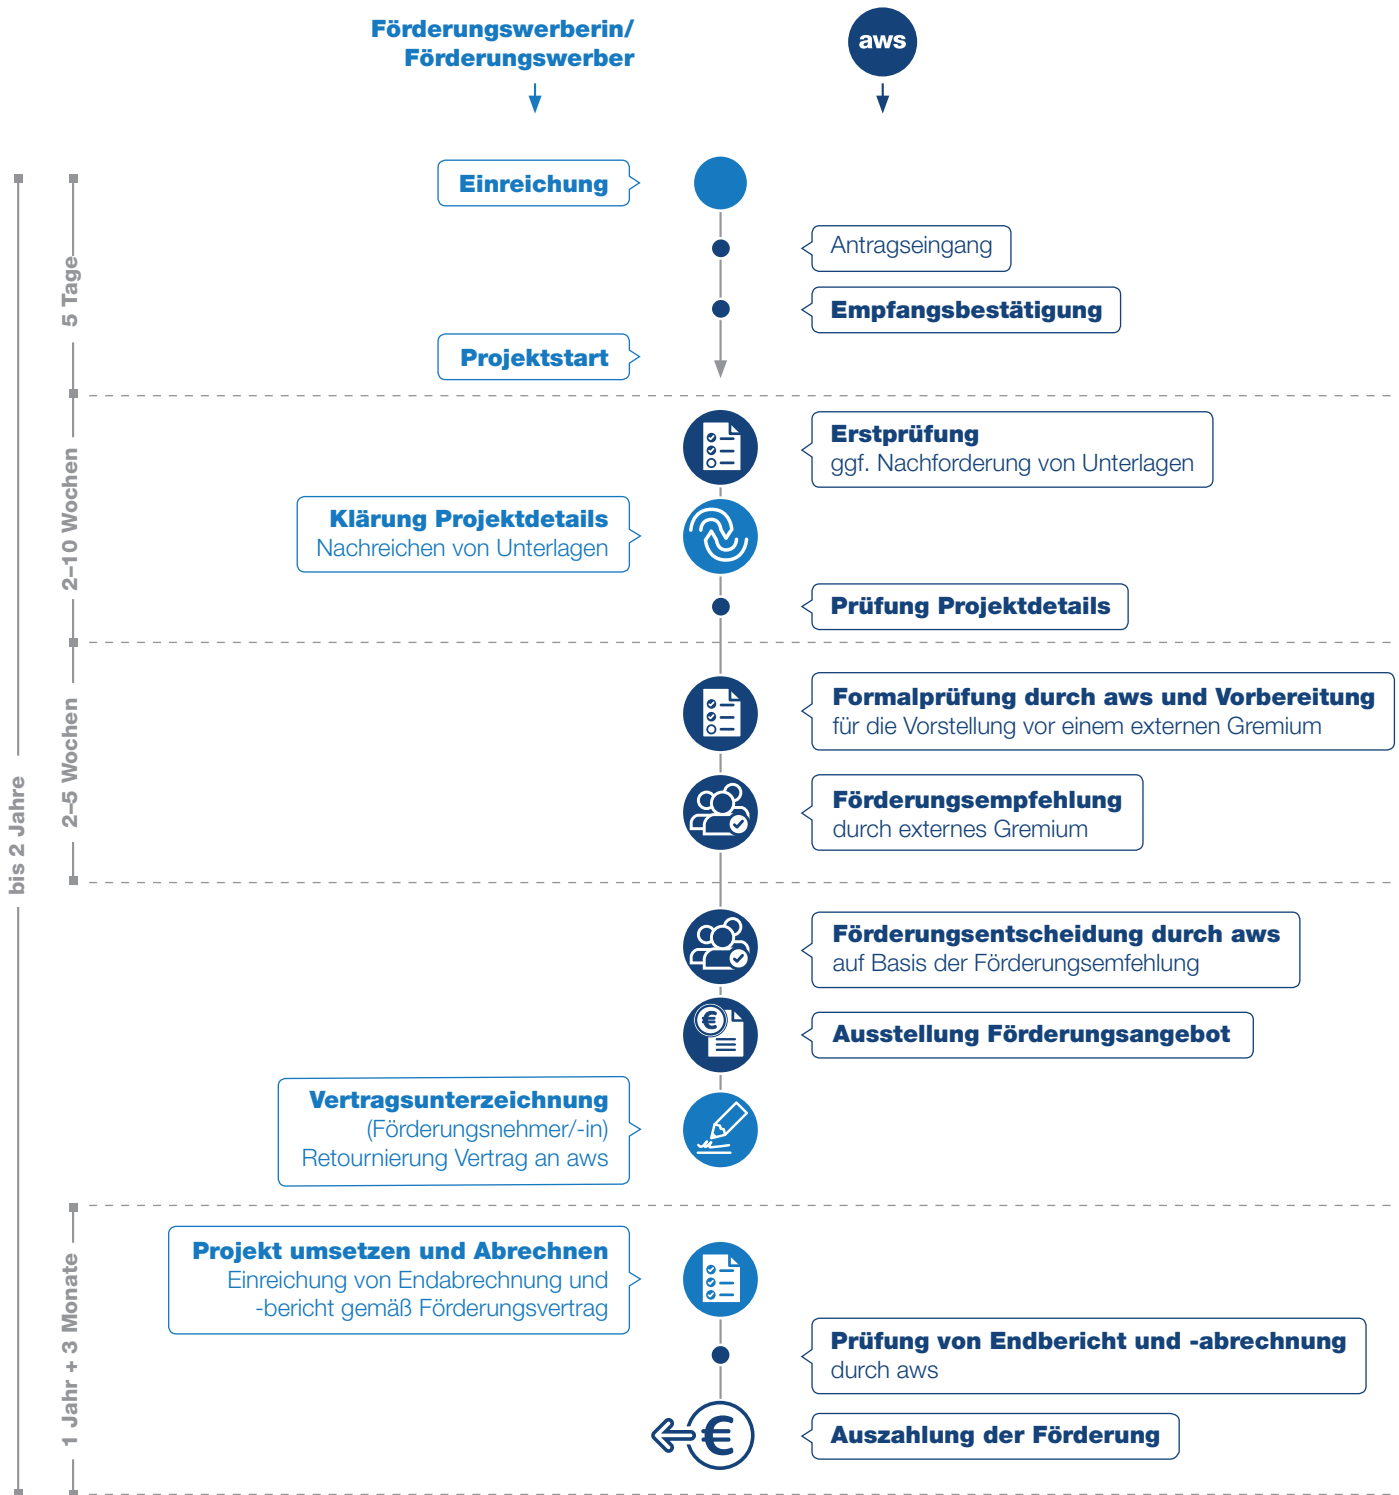 Förderungswerberin/
Förderungswerber
aws
Einreichung
Antragseingang
Empfangsbestätigung
Projektstart
5 Tage
Erstprüfung
ggf. Nachforderung von Unterlagen
Klärung Projektdetails
Nachreichen von Unterlagen
Prüfung Projektdetails
2–10 Wochen
Formalprüfung durch aws und Vorbereitung
für die Vorstellung vor einem externen Gremium
Förderungsempfehlung
durch externes Gremium
2–5 Wochen
bis 2 Jahre
Förderungsentscheidung durch aws
auf Basis der Förderungsemfehlung
€
Ausstellung Förderungsangebot
Vertragsunterzeichnung
(Förderungsnehmer/-in)
Retournierung Vertrag an aws
Projekt umsetzen und Abrechnen
Einreichung von Endabrechnung und
-bericht gemäß Förderungsvertrag
Prüfung von Endbericht und -abrechnung
durch aws
€
Auszahlung der Förderung
1 Jahr + 3 Monate